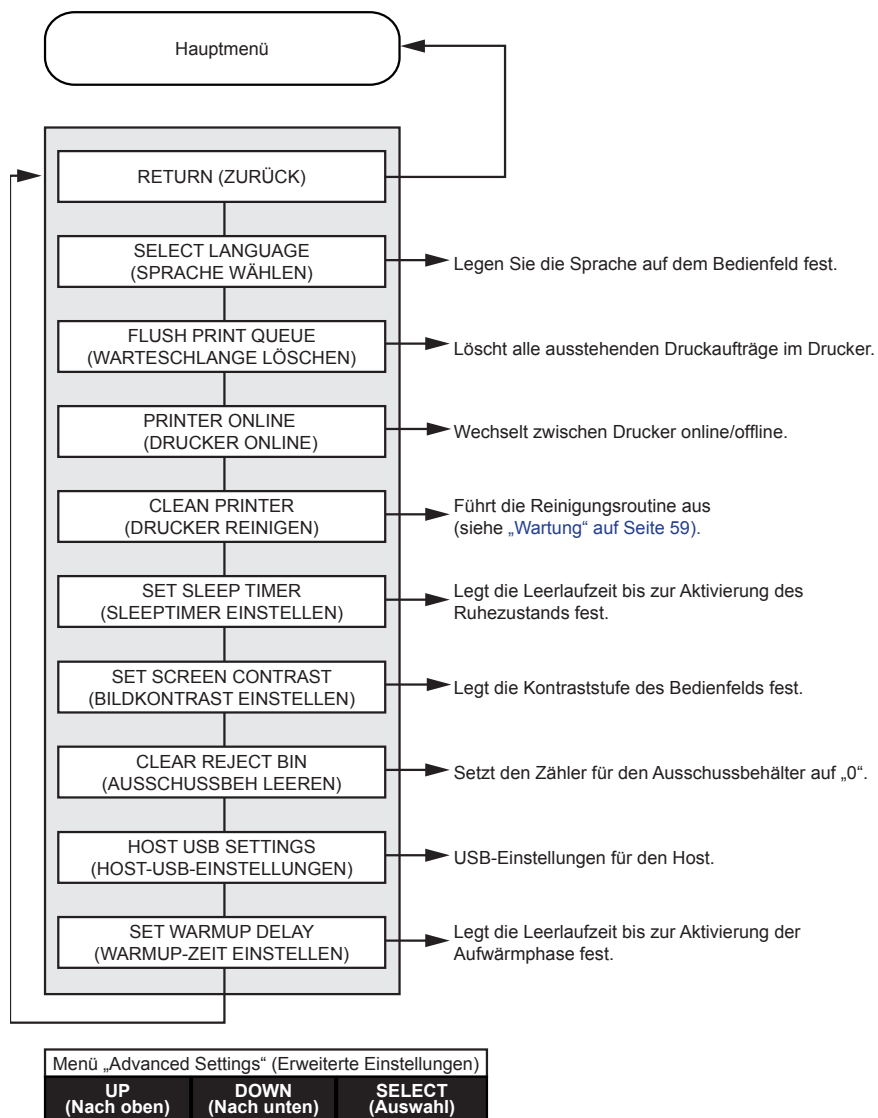 Hauptmenü
RETURN (ZURÜCK)
SELECT LANGUAGE
(SPRACHE WÄHLEN)
Legen Sie die Sprache auf dem Bedienfeld fest.
FLUSH PRINT QUEUE
(WARTESCHLANGE LÖSCHEN)
Löscht alle ausstehenden Druckaufträge im Drucker.
PRINTER ONLINE
(DRUCKER ONLINE)
Wechselt zwischen Drucker online/offline.
CLEAN PRINTER
(DRUCKER REINIGEN)
Führt die Reinigungsroutine aus
(siehe „Wartung“ auf Seite 59).
SET SLEEP TIMER
(SLEEPTIMER EINSTELLEN)
Legt die Leerlaufzeit bis zur Aktivierung des
Ruhezustands fest.
SET SCREEN CONTRAST
(BILDKONTRAST EINSTELLEN)
Legt die Kontraststufe des Bedienfelds fest.
CLEAR REJECT BIN
(AUSSCHUSSBEH LEEREN)
Setzt den Zähler für den Ausschussbehälter auf „0“.
HOST USB SETTINGS
(HOST-USB-EINSTELLUNGEN)
USB-Einstellungen für den Host.
SET WARMUP DELAY
(WARMUP-ZEIT EINSTELLEN)
Legt die Leerlaufzeit bis zur Aktivierung der
Aufwärmphase fest.
Menü „Advanced Settings“ (Erweiterte Einstellungen)
UP DOWN SELECT
(Nach oben) (Nach unten) (Auswahl)